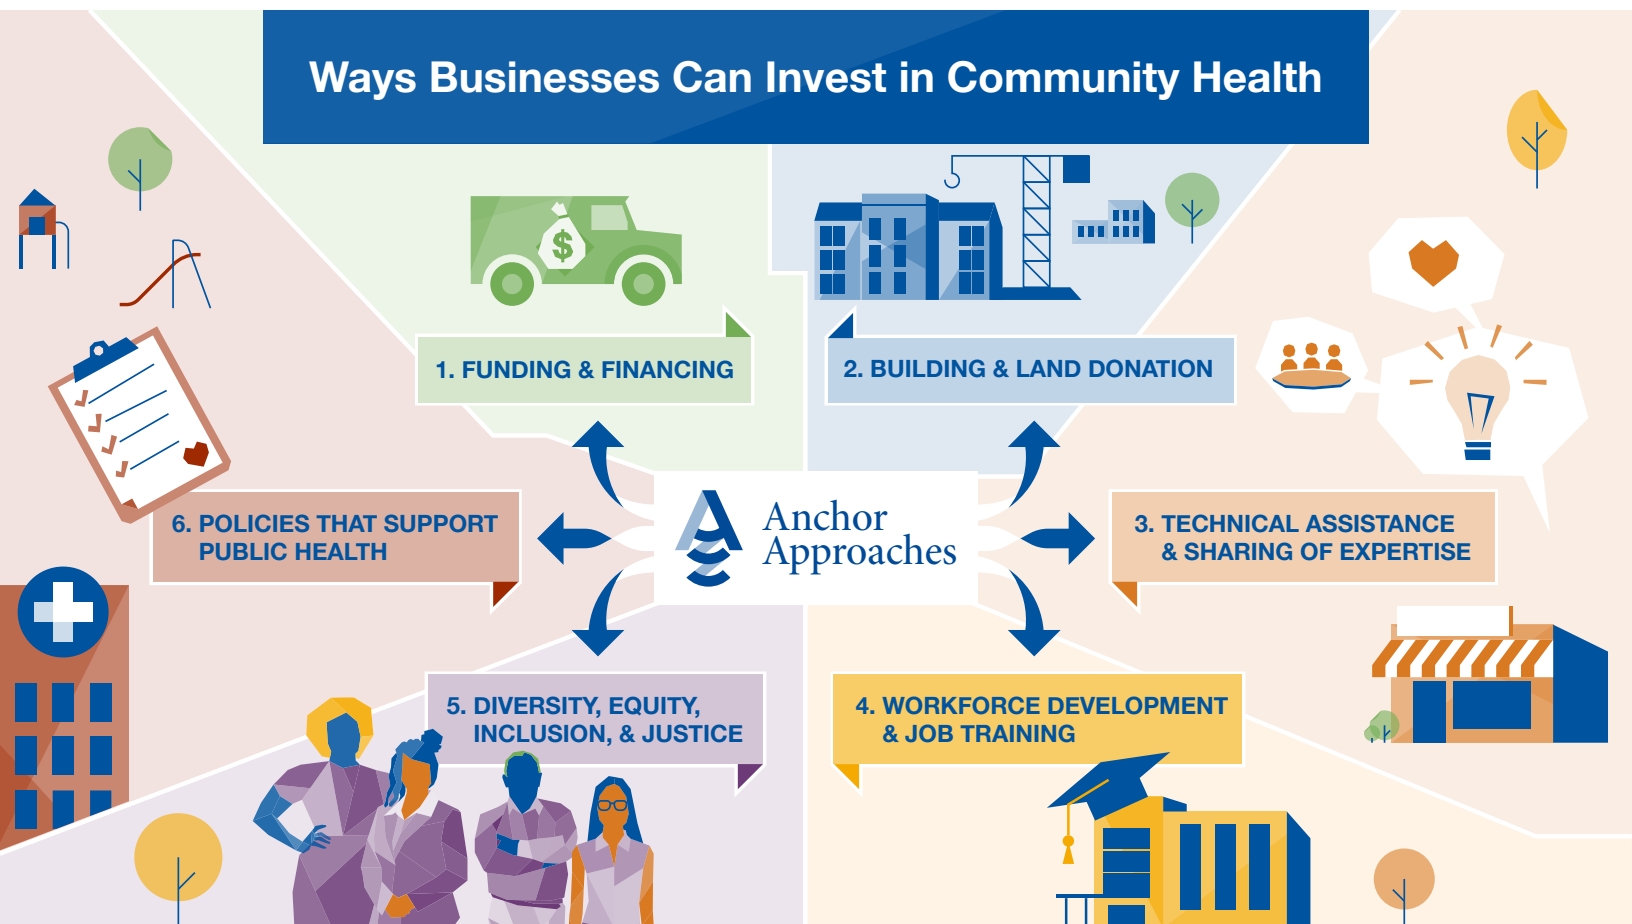 Ways Businesses Can Invest in Community Health
$
1. FUNDING & FINANCING
2. BUILDING & LAND DONATION
3. TECHNICAL ASSISTANCE
& SHARING OF EXPERTISE
4. WORKFORCE DEVELOPMENT
& JOB TRAINING
5. DIVERSITY, EQUITY,
INCLUSION, & JUSTICE
6. POLICIES THAT SUPPORT
PUBLIC HEALTH
Anchor
Approaches